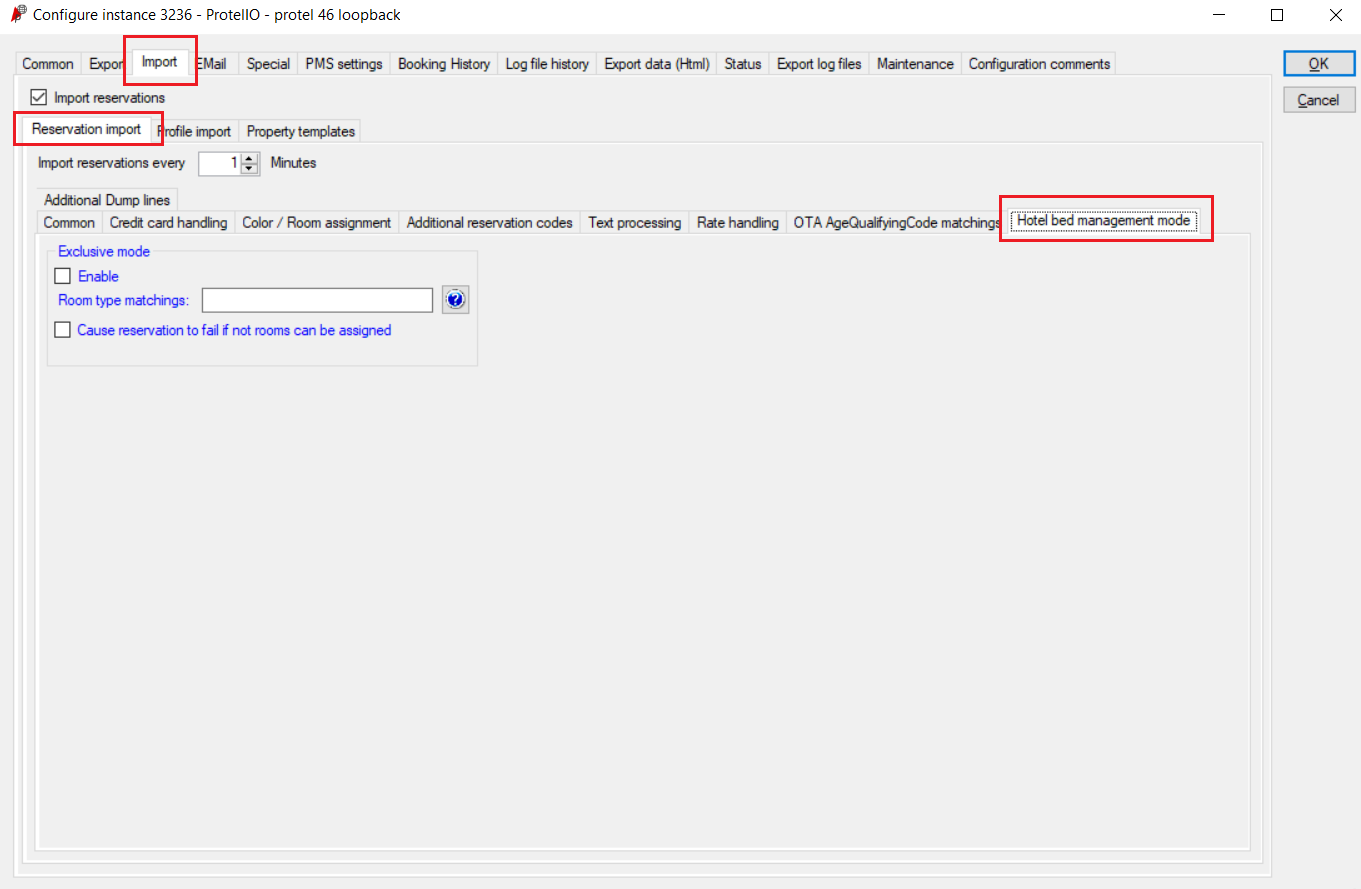 Configure instance 3236 - ProtelIO - protel 46 loopback
Common Export Import EMail Special PMS settings Booking History Log file history Export data (Html) Status Export log files Maintenance Configuration comments
OK
Import reservations
Cancel
Reservation import Profile import Property templates
Import reservations every 1 Minutes
Additional Dump lines
Common Credit card handling Color / Room assignment Additional reservation codes Text processing Rate handling OTA AgeQualifyingCode matchings Hotel bed management mode
Exclusive mode
Enable
Room type matchings: ?
Cause reservation to fail if not rooms can be assigned